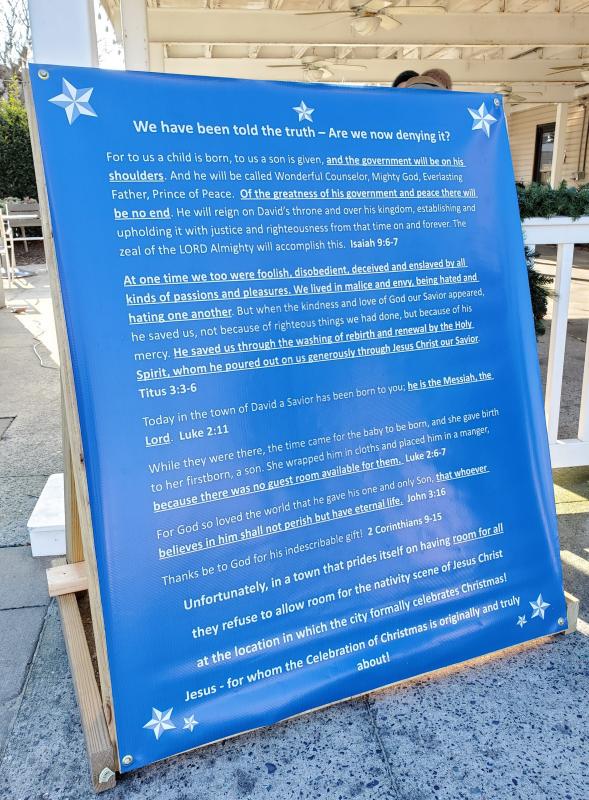 We have been told the truth – Are we now denying it?
For to us a child is born, to us a son is given, and the government will be on his
shoulders. And he will be called Wonderful Counselor, Mighty God, Everlasting
Father, Prince of Peace. Of the greatness of his government and peace there will
be no end. He will reign on David's throne and over his kingdom, establishing and
upholding it with justice and righteousness from that time on and forever. The
zeal of the LORD Almighty will accomplish this. Isaiah 9:6-7
At one time we too were foolish, disobedient, deceived and enslaved by all
kinds of passions and pleasures. We lived in malice and envy, being hated and
hating one another. But when the kindness and love of God our Savior appeared,
he saved us, not because of righteous things we had done, but because of his
mercy. He saved us through the washing of rebirth and renewal by the Holy
Spirit, whom he poured out on us generously through Jesus Christ our Savior.
Titus 3:3-6
Today in the town of David a Savior has been born to you; he is the Messiah, the
Lord. Luke 2:11
While they were there, the time came for the baby to be born, and she gave birth
to her firstborn, a son. She wrapped him in cloths and placed him in a manger,
because there was no guest room available for them. Luke 2:6-7
For God so loved the world that he gave his one and only Son, that whoever
believes in him shall not perish but have eternal life. John 3:16
Thanks be to God for his indescribable gift! 2 Corinthians 9-15
Unfortunately, in a town that prides itself on having room for all
they refuse to allow room for the nativity scene of Jesus Christ
at the location in which the city formally celebrates Christmas!
Jesus - for whom the Celebration of Christmas is originally and truly
about!